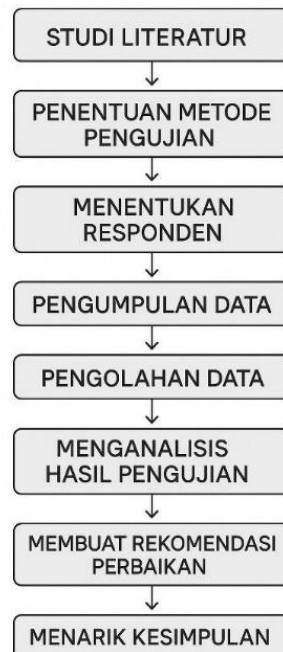 STUDI LITERATUR
PENENTUAN METODE
PENGUJIAN
MENENTUKAN
RESPONDEN
PENGUMPULAN DATA
PENGOLAHAN DATA
MENGANALISIS
HASIL PENGUJIAN
MEMBUAT REKOMENDASI
PERBAIKAN
MENARIK KESIMPULAN